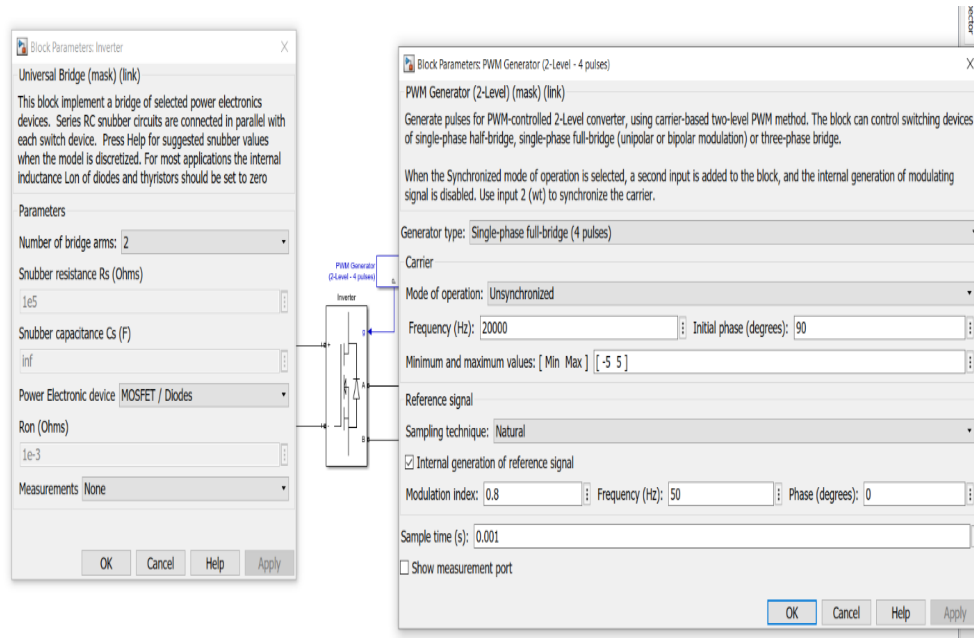 Block Parameters: Inverter
Universal Bridge (mask) (link)
This block implement a bridge of selected power electronics
devices. Series RC snubber circuits are connected in parallel with
each switch device. Press Help for suggested snubber values
when the model is discretized. For most applications the internal
inductance Lon of diodes and thyristors should be set to zero
Parameters
Number of bridge arms: 2
Snubber resistance Rs (Ohms)
1e5
Snubber capacitance Cs (F)
inf
Power Electronic device MOSFET / Diodes
Ron (Ohms)
1e-3
Measurements None
OK Cancel Help Apply
PWM Generator
(2-Level - 4 pulses)
Inverter
g
+
A
-
B
Block Parameters: PWM Generator (2-Level - 4 pulses)
PWM Generator (2-Level) (mask) (link)
Generate pulses for PWM-controlled 2-Level converter, using carrier-based two-level PWM method. The block can control switching devices
of single-phase half-bridge, single-phase full-bridge (unipolar or bipolar modulation) or three-phase bridge.
When the Synchronized mode of operation is selected, a second input is added to the block, and the internal generation of modulating
signal is disabled. Use input 2 (wt) to synchronize the carrier.
Generator type: Single-phase full-bridge (4 pulses)
Carrier
Mode of operation: Unsynchronized
Frequency (Hz): 20000 Initial phase (degrees): 90
Minimum and maximum values: [ Min Max ] [ -5 5 ]
Reference signal
Sampling technique: Natural
Internal generation of reference signal
Modulation index: 0.8 Frequency (Hz): 50 Phase (degrees): 0
Sample time (s): 0.001
Show measurement port
OK Cancel Help Apply